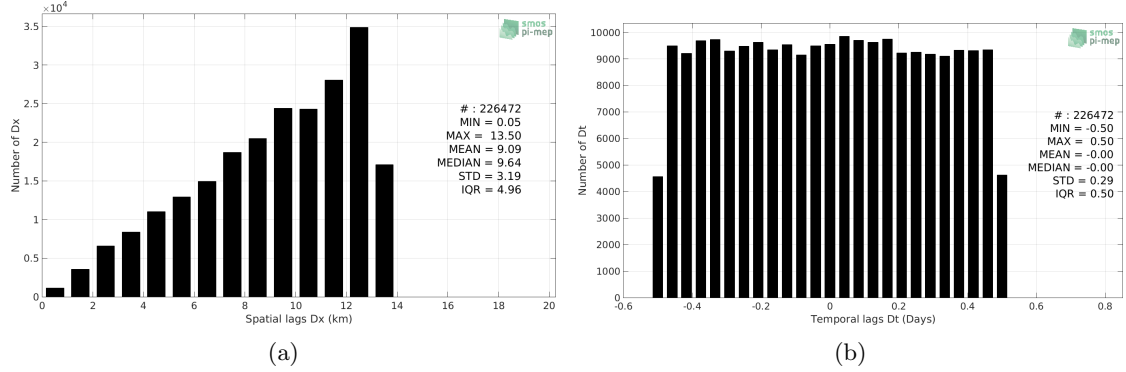 ×10⁴
3.5
3
2.5
2
1.5
1
0.5
0
Number of Dx
smos
pi-mep
# : 226472
MIN = 0.05
MAX = 13.50
MEAN = 9.09
MEDIAN = 9.64
STD = 3.19
IQR = 4.96
0 2 4 6 8 10 12 14 16 18 20
Spatial lags Dx (km)
(a)
10000
9000
8000
7000
6000
5000
4000
3000
2000
1000
0
Number of Dt
smos
pi-mep
# : 226472
MIN = -0.50
MAX = 0.50
MEAN = -0.00
MEDIAN = -0.00
STD = 0.29
IQR = 0.50
-0.6 -0.4 -0.2 0 0.2 0.4 0.6 0.8
Temporal lags Dt (Days)
(b)